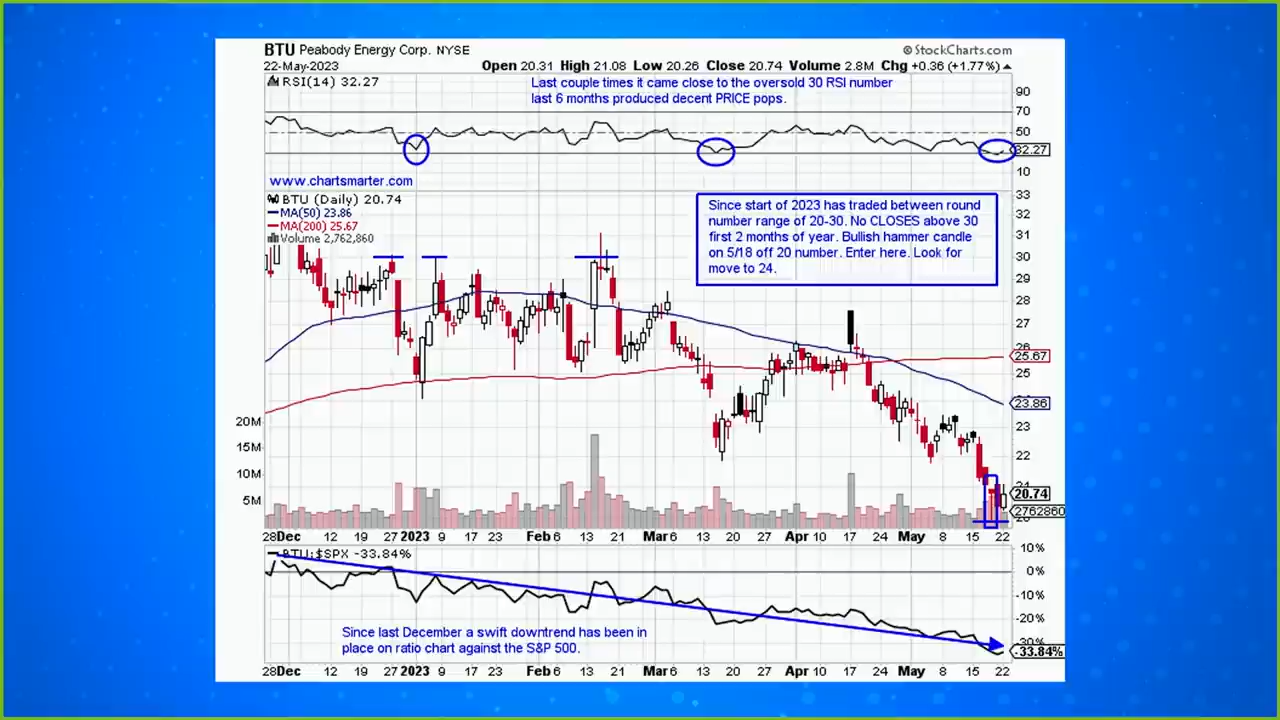 BTU Peabody Energy Corp. NYSE
© StockCharts.com
22-May-2023
Open 20.31 High 21.08 Low 20.26 Close 20.74 Volume 2.8M Chg +0.36 (+1.77%)
RSI(14) 32.27
Last couple times it came close to the oversold 30 RSI number
last 6 months produced decent PRICE pops.
90
70
50
32.27
10
www.chartsmarter.com
BTU (Daily) 20.74
MA(50) 23.86
MA(200) 25.67
Volume 2,762,860
Since start of 2023 has traded between round
number range of 20-30. No CLOSES above 30
first 2 months of year. Bullish hammer candle
on 5/18 off 20 number. Enter here. Look for
move to 24.
33
32
31
30
29
28
27
26
25.67
25
23.86
23
22
21
20.74
2762860
20
20M
15M
10M
5M
28 Dec 12 19 27 2023 9 17 23 Feb 6 13 21 Mar 6 13 20 27 Apr 10 17 24 May 8 15 22
BTU:$SPX -33.84%
10%
0%
-10%
-20%
-30%
-33.84%
Since last December a swift downtrend has been in
place on ratio chart against the S&P 500.
28 Dec 12 19 27 2023 9 17 23 Feb 6 13 21 Mar 6 13 20 27 Apr 10 17 24 May 8 15 22